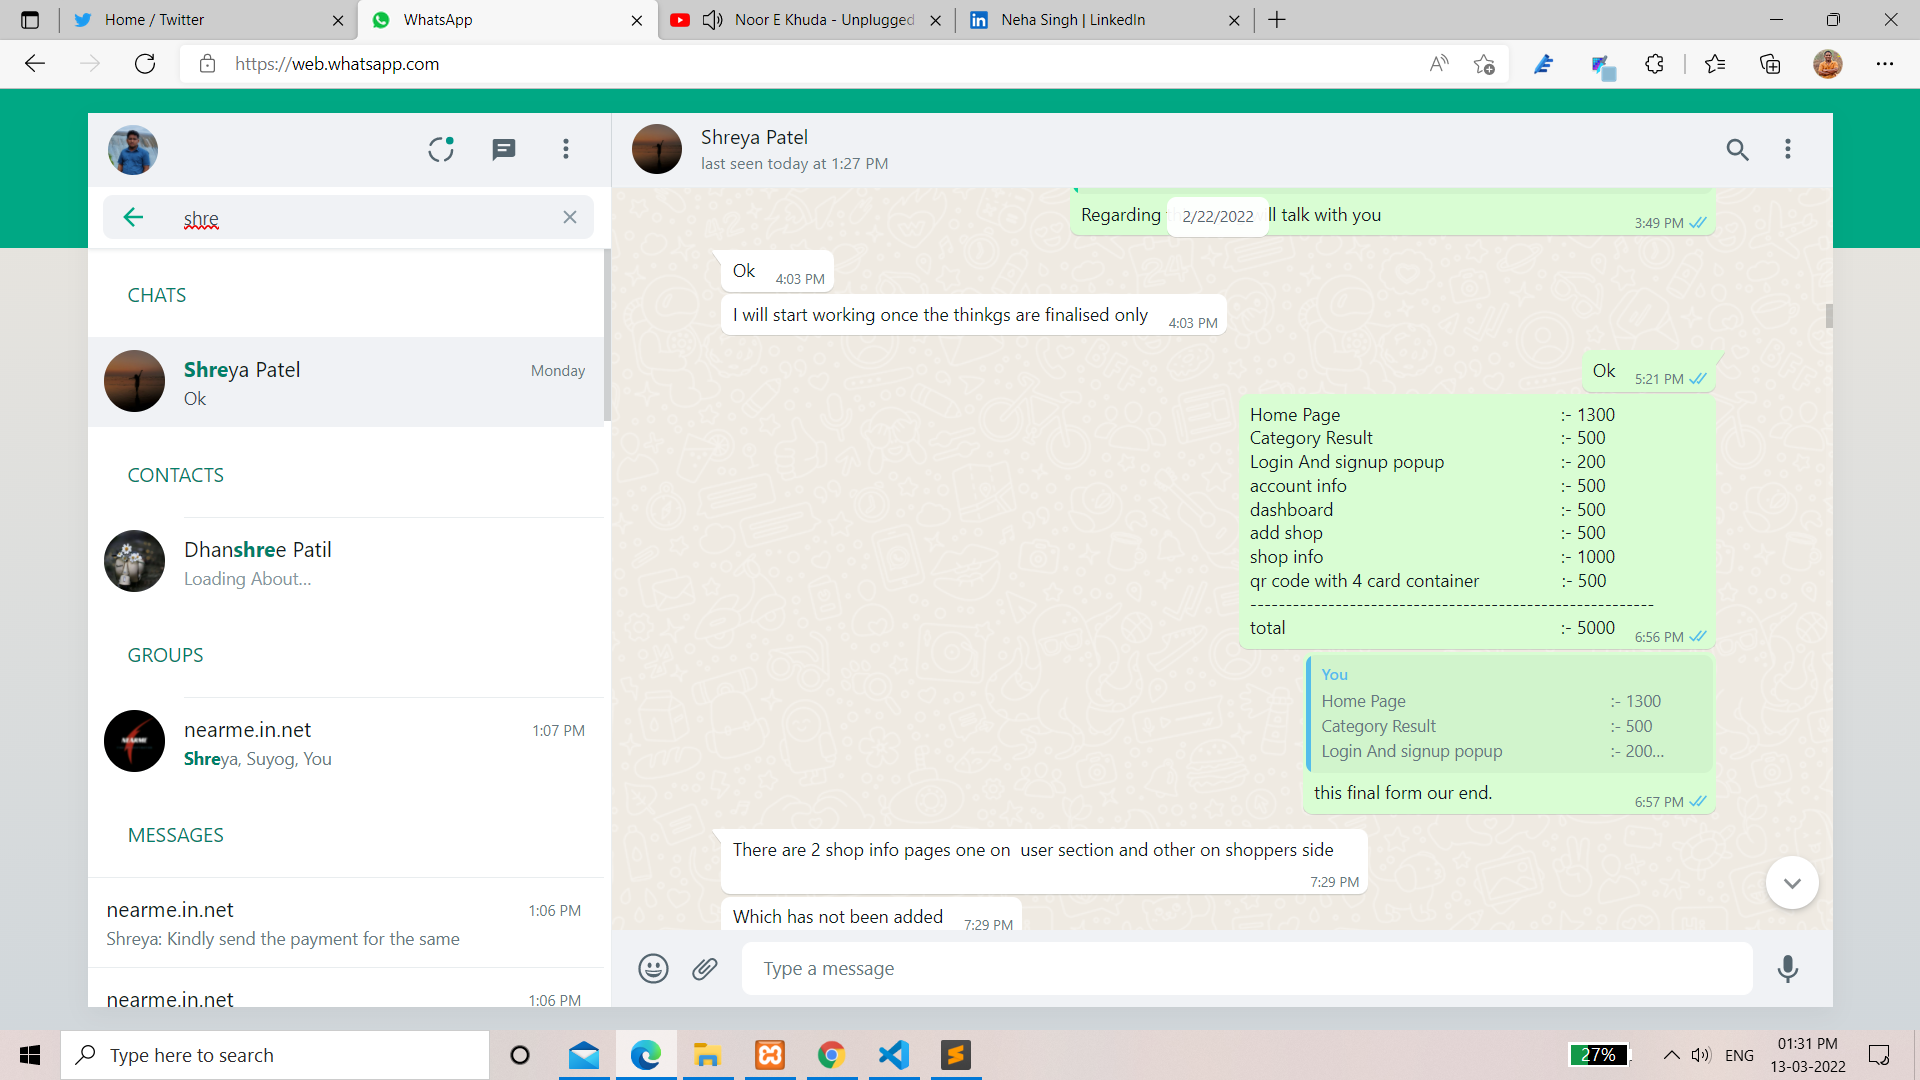 Home / Twitter
WhatsApp
Noor E Khuda - Unplugged
Neha Singh | LinkedIn
https://web.whatsapp.com
shre
CHATS
Shreya Patel
Monday
Ok
CONTACTS
Dhanshree Patil
Loading About...
GROUPS
nearme.in.net
1:07 PM
Shreya, Suyog, You
MESSAGES
nearme.in.net
1:06 PM
Shreya: Kindly send the payment for the same
nearme.in.net
1:06 PM
Shreya Patel
last seen today at 1:27 PM
Regarding
2/22/2022
ll talk with you
3:49 PM
Ok
4:03 PM
I will start working once the thinkgs are finalised only
4:03 PM
Ok
5:21 PM
Home Page :- 1300
Category Result :- 500
Login And signup popup :- 200
account info :- 500
dashboard :- 500
add shop :- 500
shop info :- 1000
qr code with 4 card container :- 500
---------------------------------------------------------
total :- 5000
6:56 PM
You
Home Page :- 1300
Category Result :- 500
Login And signup popup :- 200...
this final form our end.
6:57 PM
There are 2 shop info pages one on  user section and other on shoppers side
7:29 PM
Which has not been added
7:29 PM
Type a message
Type here to search
27%
ENG
01:31 PM
13-03-2022